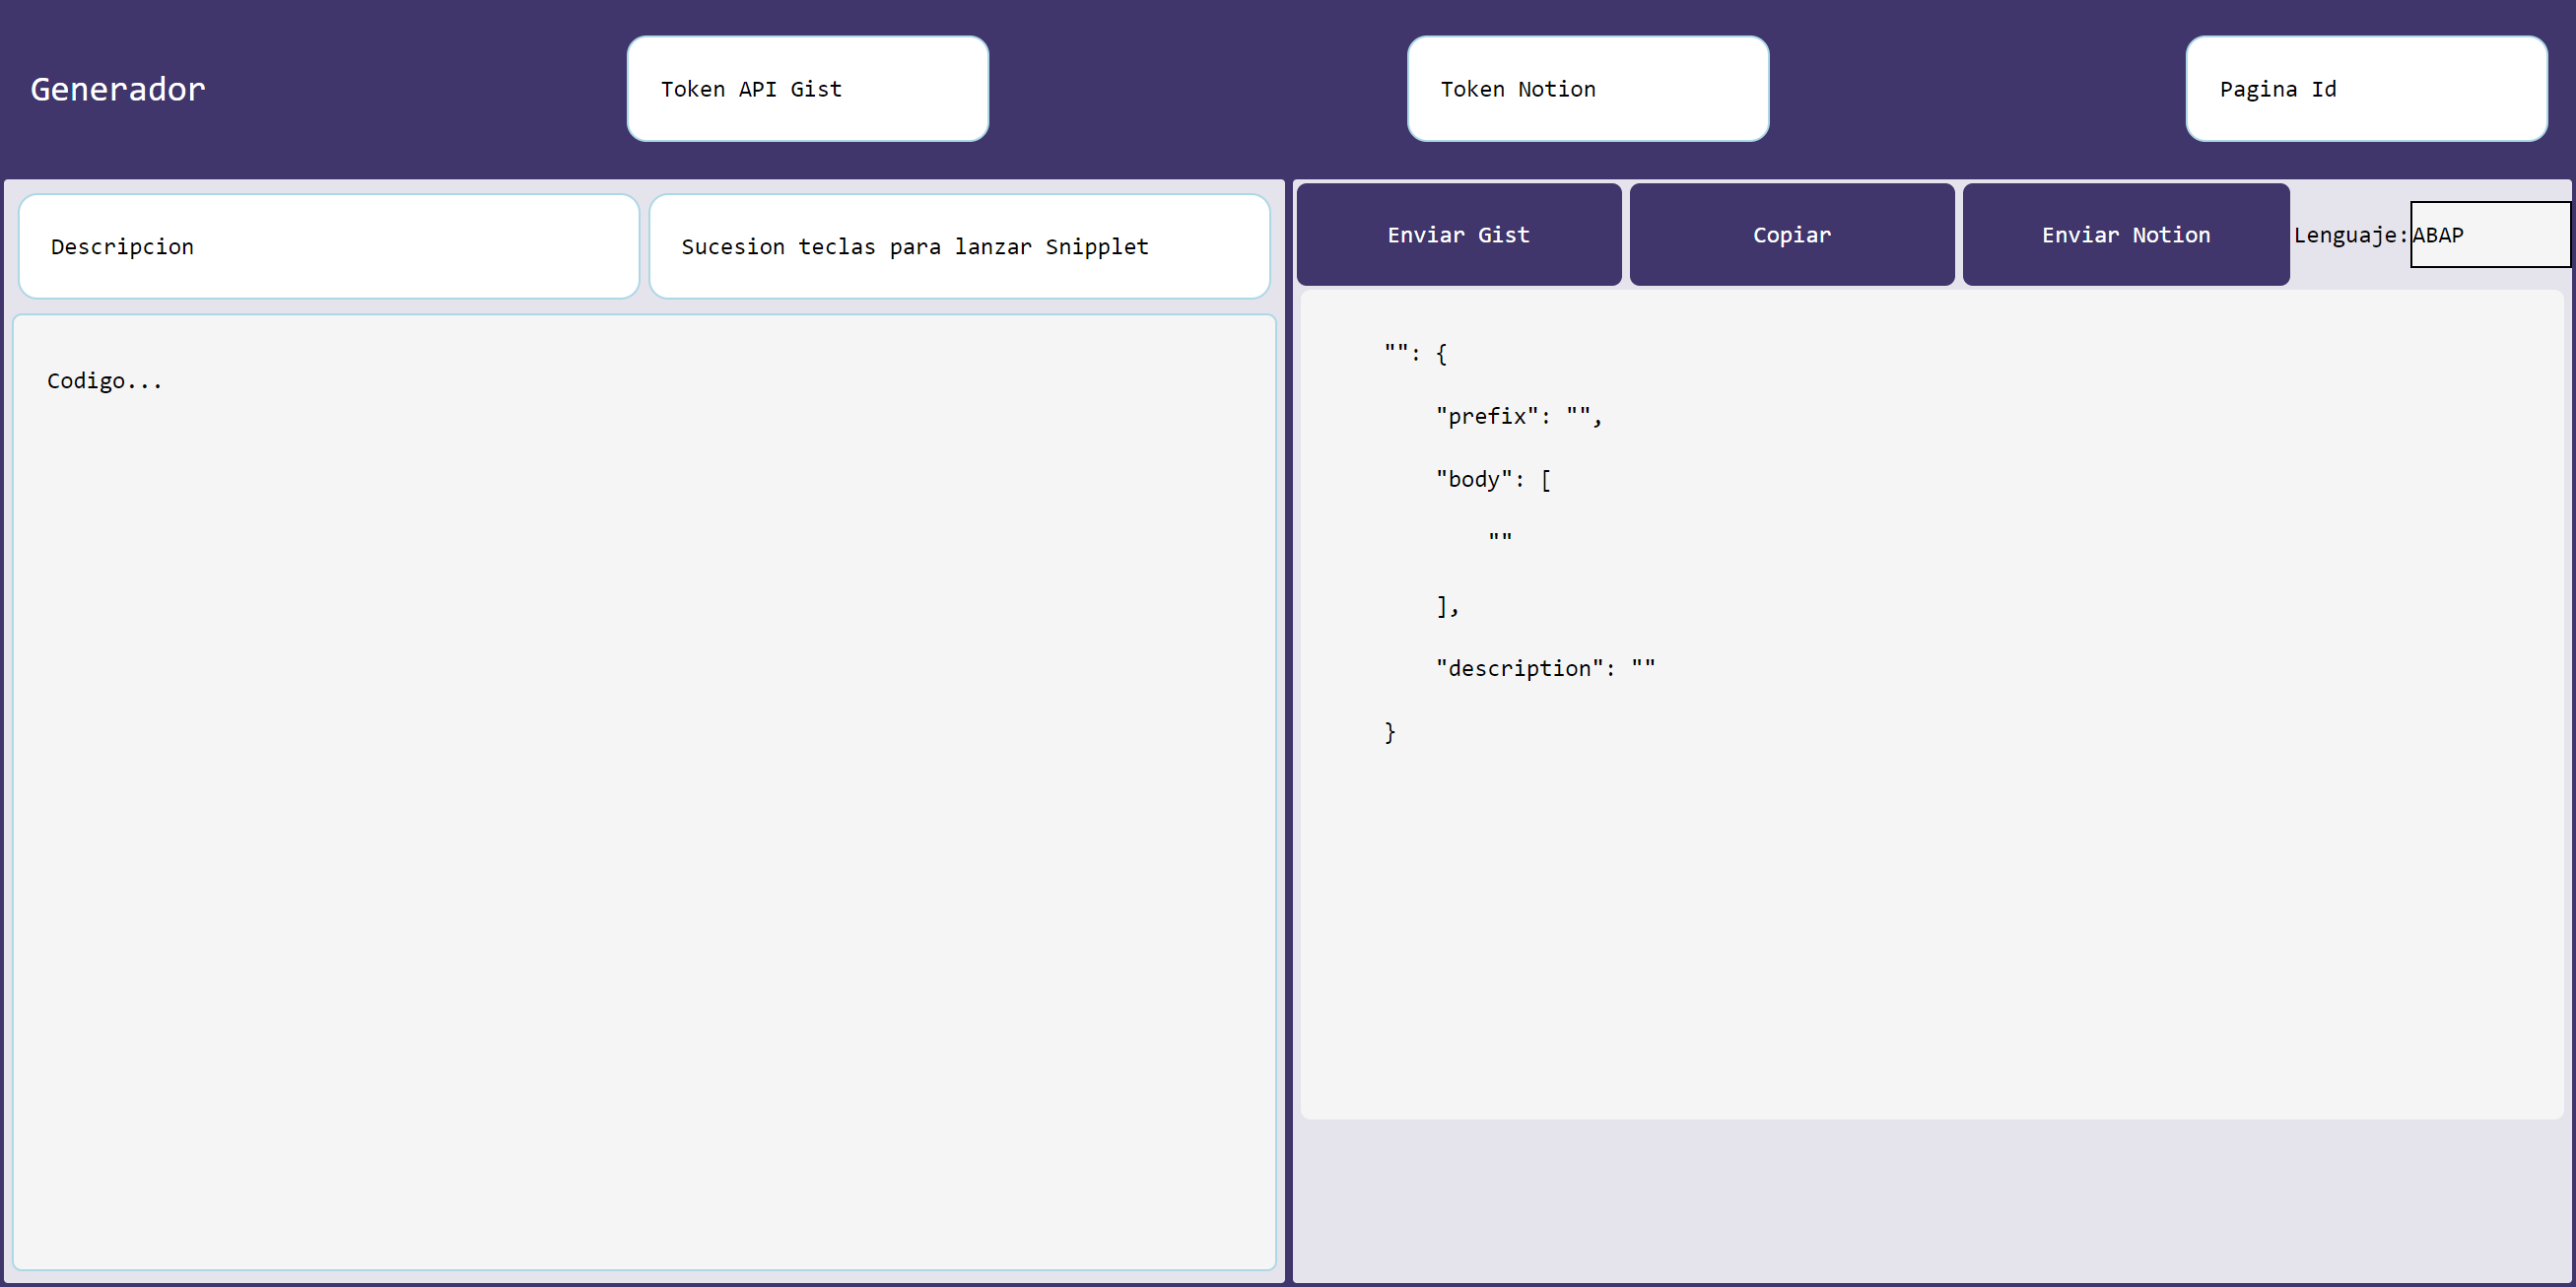 Generador
Token API Gist
Token Notion
Pagina Id
Descripcion
Sucesion teclas para lanzar Snipplet
Codigo...
Enviar Gist
Copiar
Enviar Notion
Lenguaje:
ABAP
"": {
"prefix": "",
"body": [
""
],
"description": ""
}